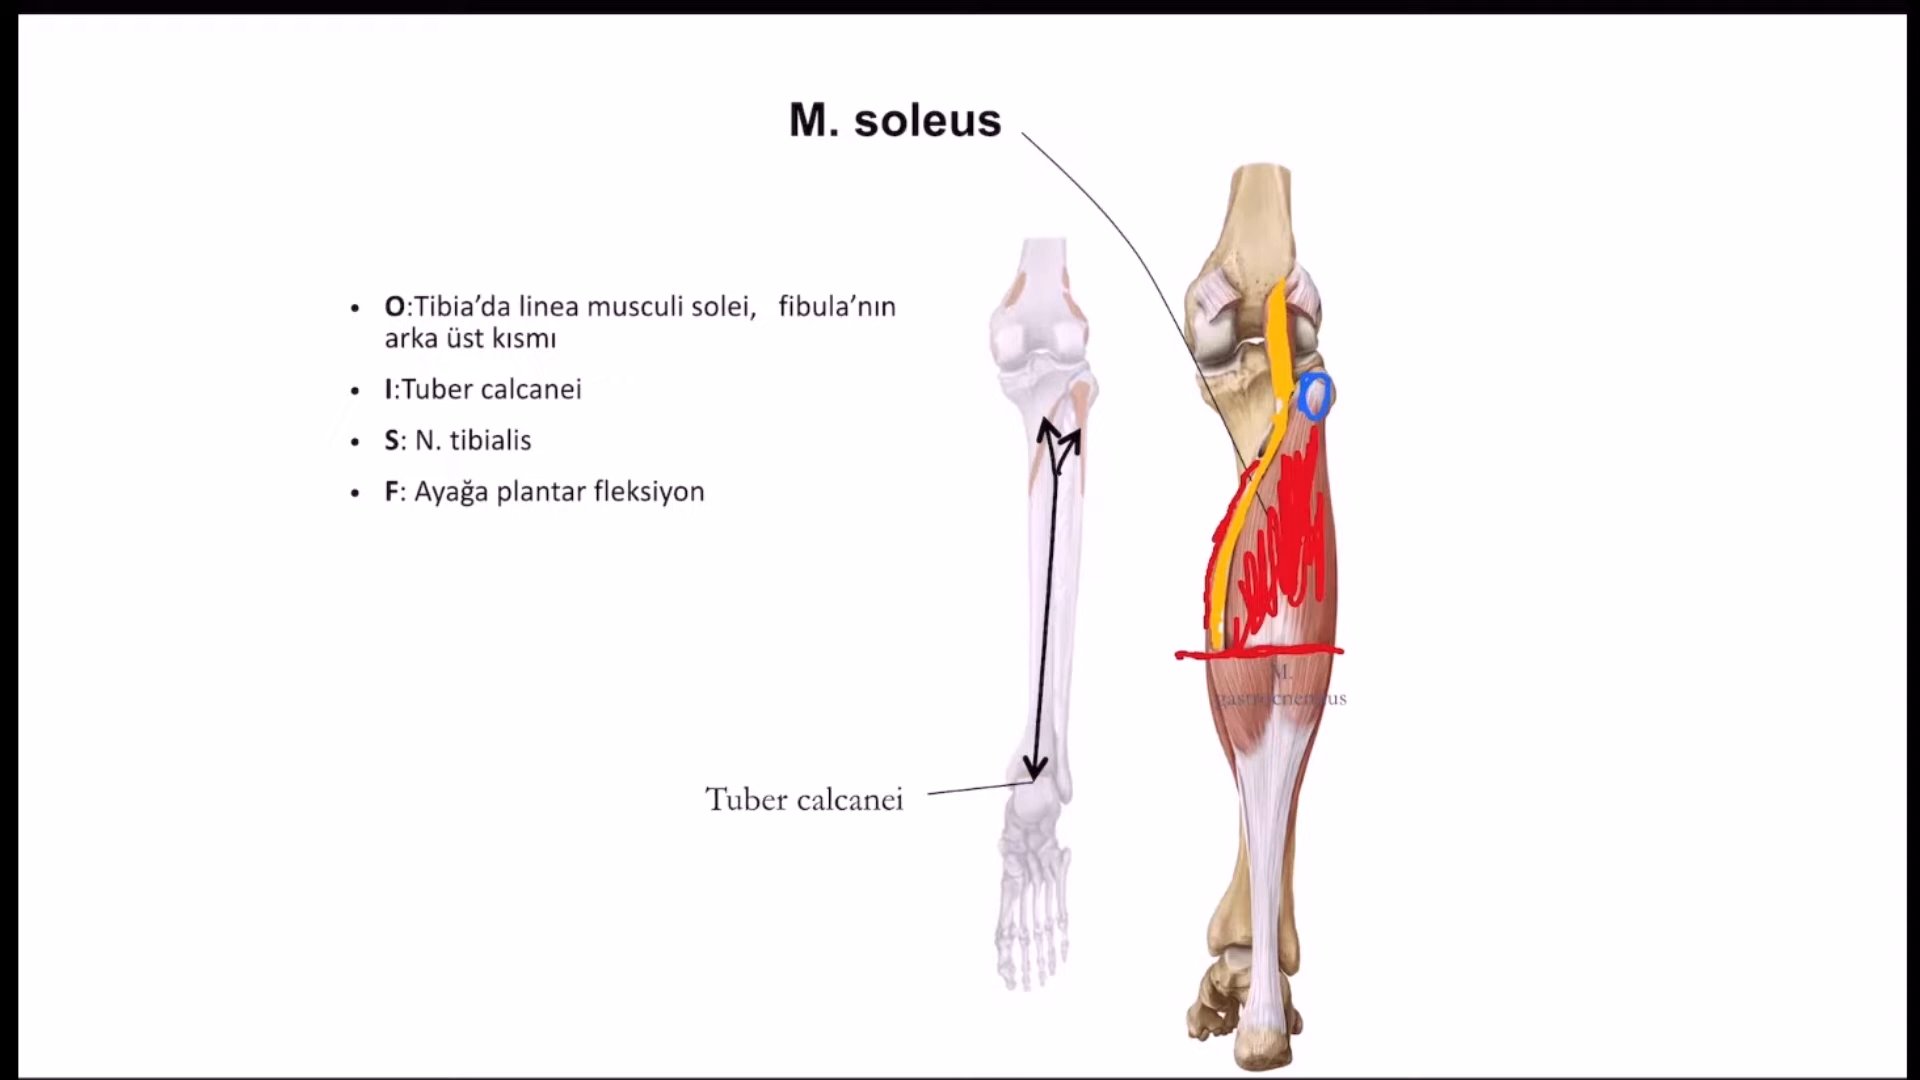 M. soleus
• O:Tibia’da linea musculi solei, fibula’nın
arka üst kısmı
• I:Tuber calcanei
• S: N. tibialis
• F: Ayağa plantar fleksiyon
M.
gastrocnemius
Tuber calcanei